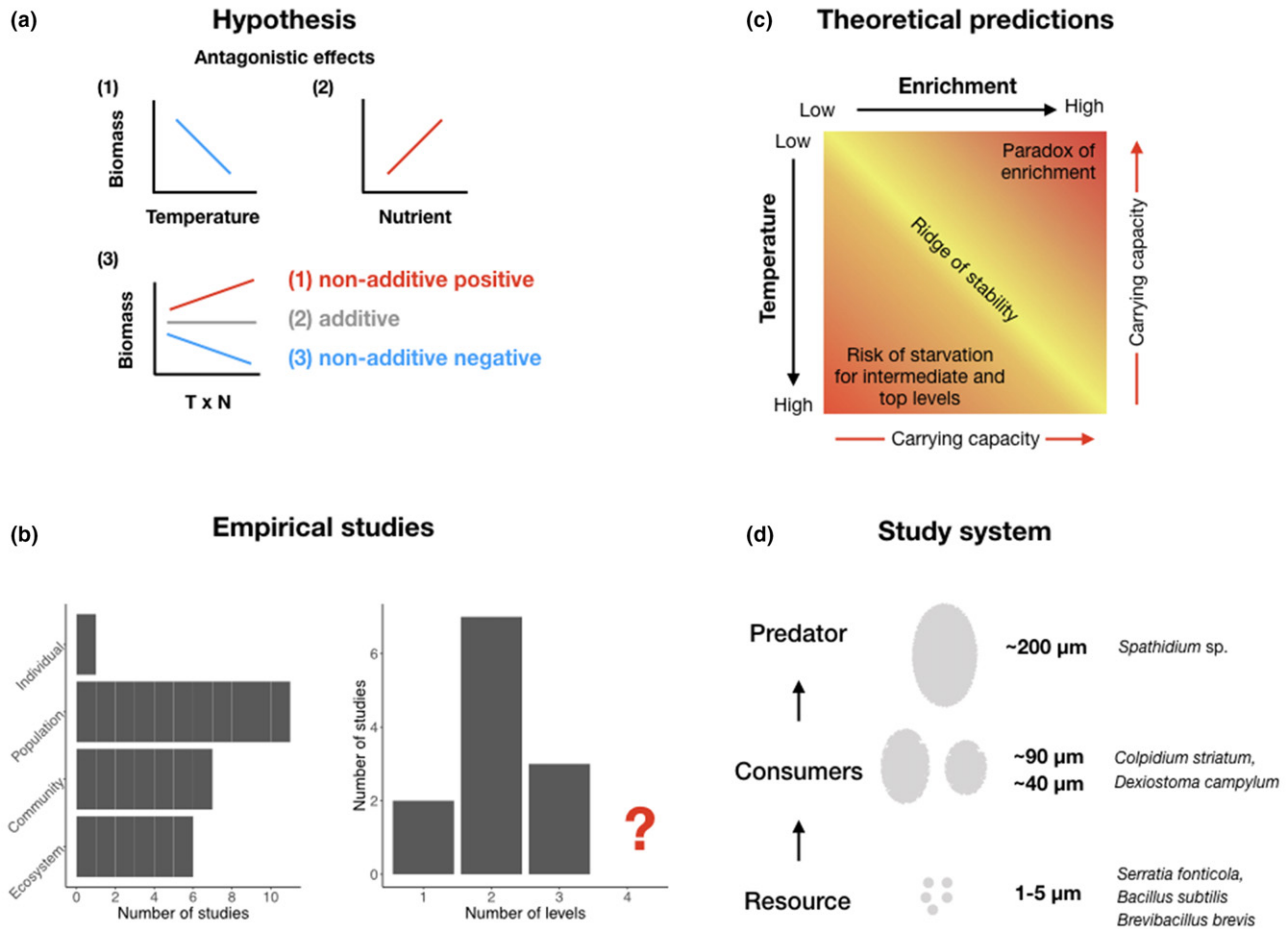 (a)
Hypothesis
Antagonistic effects
(1)
Biomass
Temperature
(2)
Nutrient
(3)
Biomass
T x N
(1) non-additive positive
(2) additive
(3) non-additive negative
(b)
Empirical studies
Individual
Population
Community
Ecosystem
0 2 4 6 8 10
Number of studies
Number of studies
6
4
2
0
?
1 2 3 4
Number of levels
(c)
Theoretical predictions
Enrichment
Low
High
Low
Temperature
High
Paradox of
enrichment
Ridge of stability
Risk of starvation
for intermediate and
top levels
Carrying capacity
Carrying capacity
(d)
Study system
Predator
~200 µm
Spathidium sp.
Consumers
~90 µm
~40 µm
Colpidium striatum,
Dexiostoma campylum
Resource
1-5 µm
Serratia fonticola,
Bacillus subtilis
Brevibacillus brevis